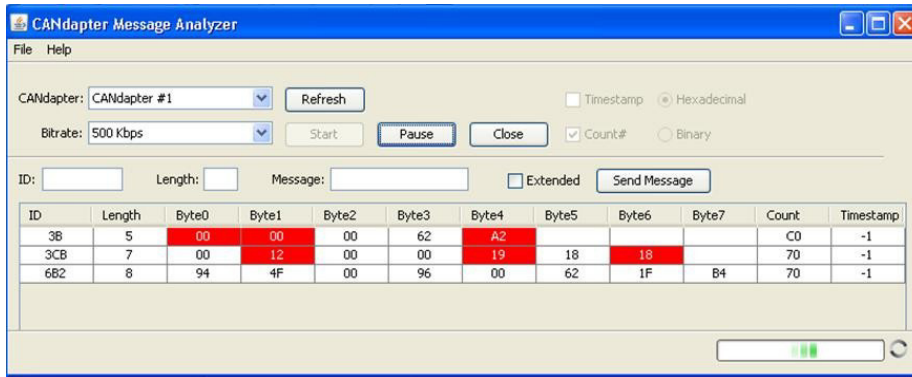 CANdapter Message Analyzer
File Help
CANdapter: CANdapter #1 Refresh Timestamp Hexadecimal
Bitrate: 500 Kbps Start Pause Close Count# Binary
ID: Length: Message: Extended Send Message
ID Length Byte0 Byte1 Byte2 Byte3 Byte4 Byte5 Byte6 Byte7 Count Timestamp
3B 5 00 00 00 62 A2 C0 -1
3CB 7 00 12 00 00 19 18 18 70 -1
6B2 8 94 4F 00 96 00 62 1F B4 70 -1